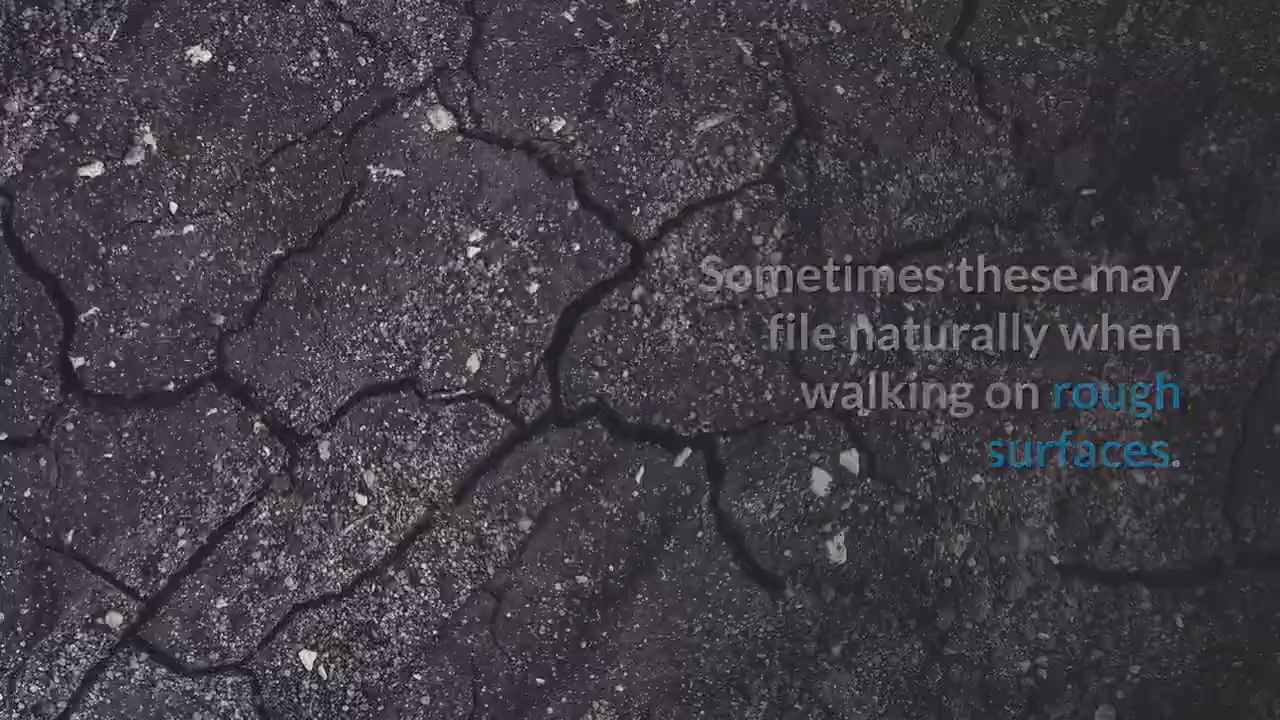 Sometimes these may
file naturally when
walking on rough
surfaces.